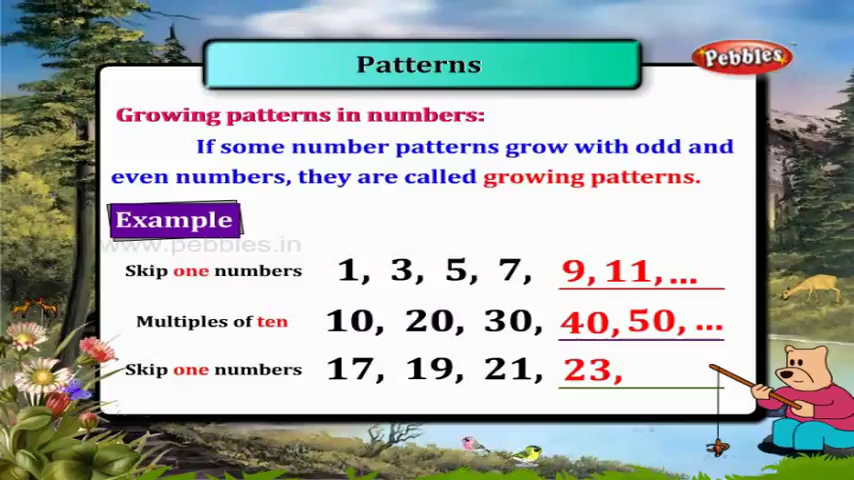 Patterns
Pebbles
Growing patterns in numbers:
If some number patterns grow with odd and
even numbers, they are called growing patterns.
Example
www.pebbles.in
Skip one numbers 1, 3, 5, 7, 9, 11, ...
Multiples of ten 10, 20, 30, 40, 50, ...
Skip one numbers 17, 19, 21, 23,